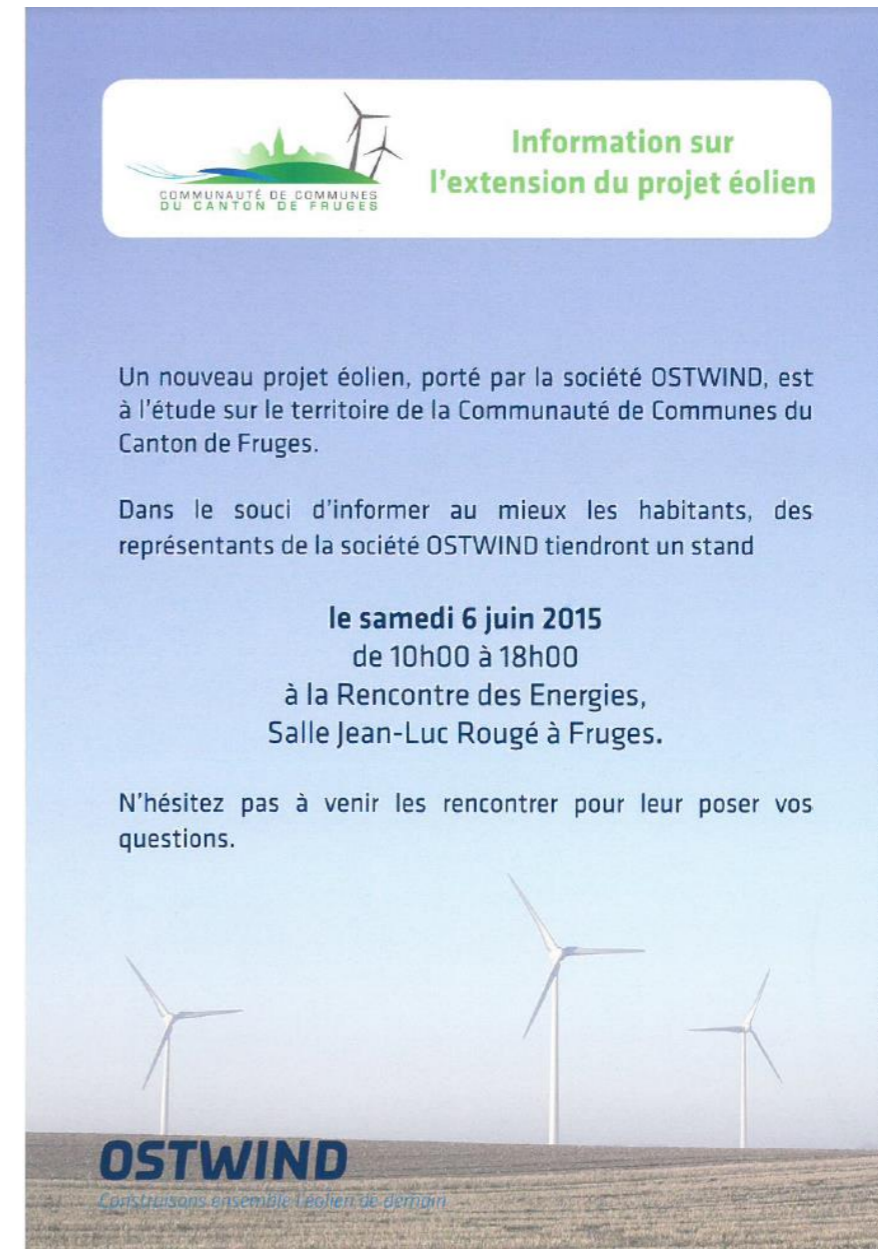 COMMUNAUTÉ DE COMMUNES
DU CANTON DE FRUGES
Information sur
l'extension du projet éolien
Un nouveau projet éolien, porté par la société OSTWIND, est
à l'étude sur le territoire de la Communauté de Communes du
Canton de Fruges.
Dans le souci d'informer au mieux les habitants, des
représentants de la société OSTWIND tiendront un stand
le samedi 6 juin 2015
de 10h00 à 18h00
à la Rencontre des Energies,
Salle Jean-Luc Rougé à Fruges.
N'hésitez pas à venir les rencontrer pour leur poser vos
questions.
OSTWIND
Construisons ensemble l'éolien de demain